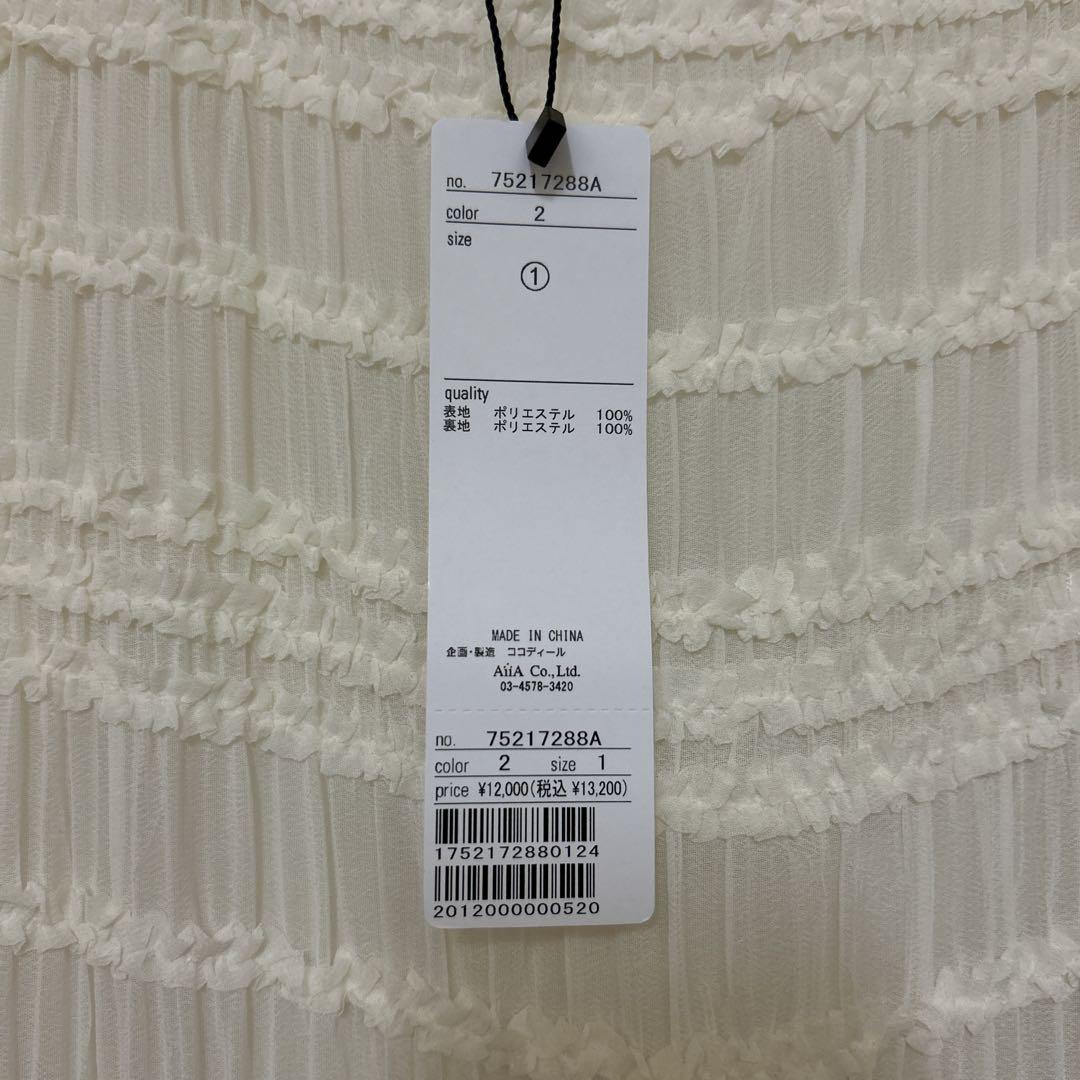 no. 75217288A
color 2
size
①
quality
表地 ポリエステル 100%
裏地 ポリエステル 100%
MADE IN CHINA
企画・製造 ココディール
AïiA Co.,Ltd.
03-4578-3420
no. 75217288A
color 2 size 1
price ¥12,000(税込 ¥13,200)
1752172880124
2012000000520